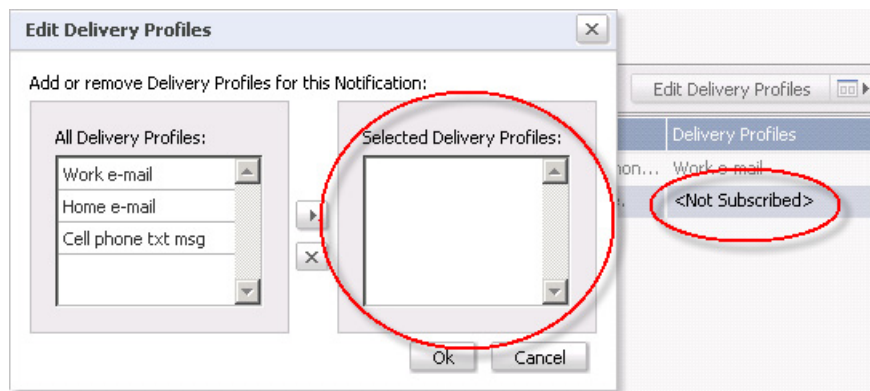 Edit Delivery Profiles
Add or remove Delivery Profiles for this Notification:
All Delivery Profiles:
Work e-mail
Home e-mail
Cell phone txt msg
Selected Delivery Profiles:
Ok
Cancel
Edit Delivery Profiles
Delivery Profiles
Work e-mail
<Not Subscribed>